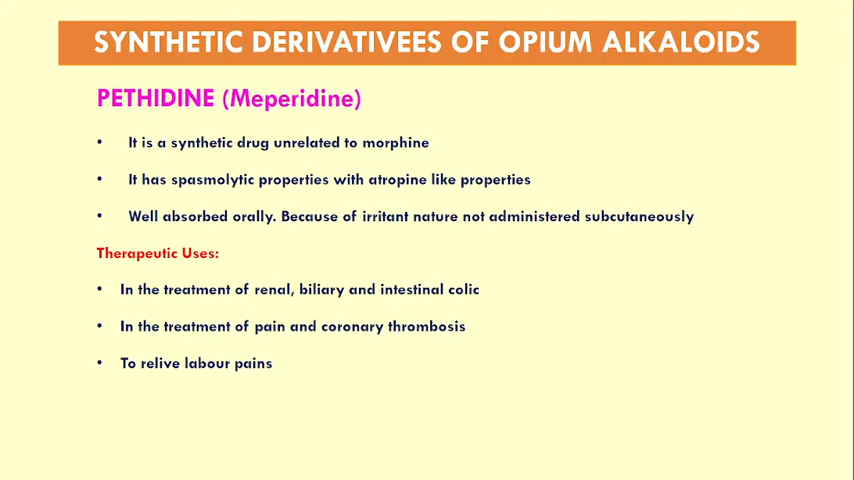 SYNTHETIC DERIVATIVEES OF OPIUM ALKALOIDS
PETHIDINE (Meperidine)
• It is a synthetic drug unrelated to morphine
• It has spasmolytic properties with atropine like properties
• Well absorbed orally. Because of irritant nature not administered subcutaneously
Therapeutic Uses:
• In the treatment of renal, biliary and intestinal colic
• In the treatment of pain and coronary thrombosis
• To relive labour pains